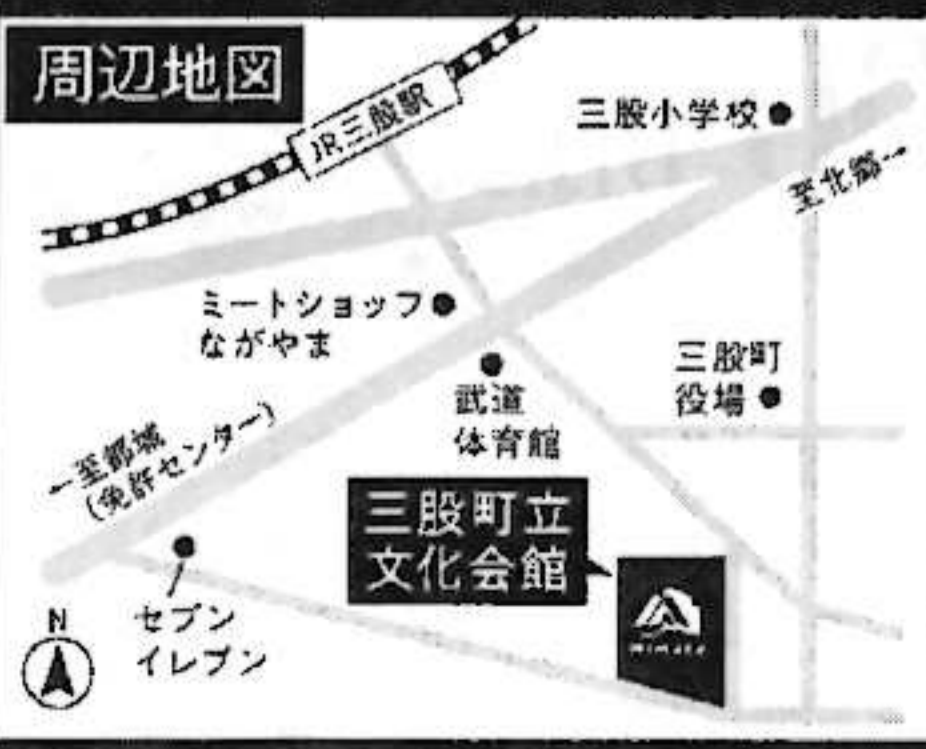 周辺地図
JR三股駅
三股小学校
至北郷→
ミートショップ
ながやま
三股町
役場
武道
体育館
←至都城
(免許センター)
三股町立
文化会館
セブン
イレブン
N